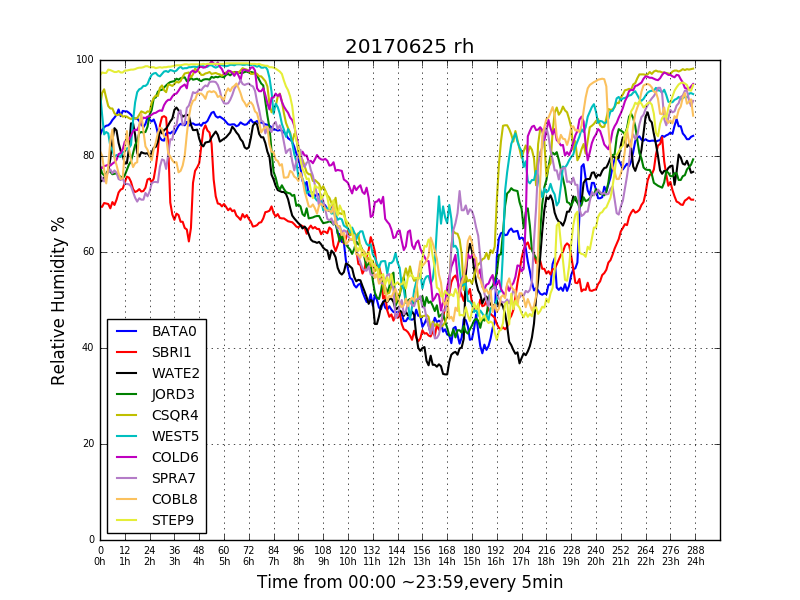 20170625 rh
Relative Humidity %
100
80
60
40
20
0
BATA0
SBRI1
WATE2
JORD3
CSQR4
WEST5
COLD6
SPRA7
COBL8
STEP9
0 12 24 36 48 60 72 84 96 108 120 132 144 156 168 180 192 204 216 228 240 252 264 276 288
0h 1h 2h 3h 4h 5h 6h 7h 8h 9h 10h 11h 12h 13h 14h 15h 16h 17h 18h 19h 20h 21h 22h 23h 24h
Time from 00:00 ~23:59,every 5min